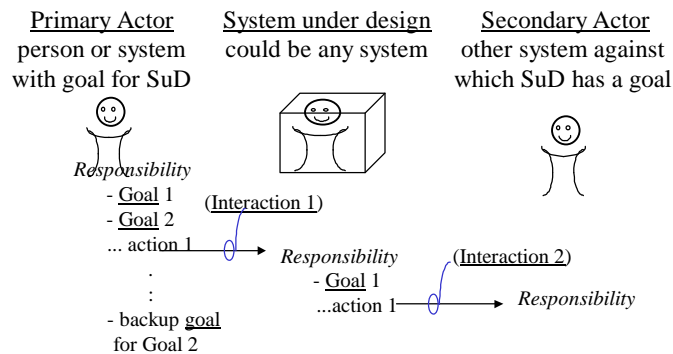 Primary Actor
person or system
with goal for SuD
System under design
could be any system
Secondary Actor
other system against
which SuD has a goal
Responsibility
- Goal 1
- Goal 2
... action 1
.
:
- backup goal
for Goal 2
(Interaction 1)
Responsibility
- Goal 1
...action 1
(Interaction 2)
Responsibility